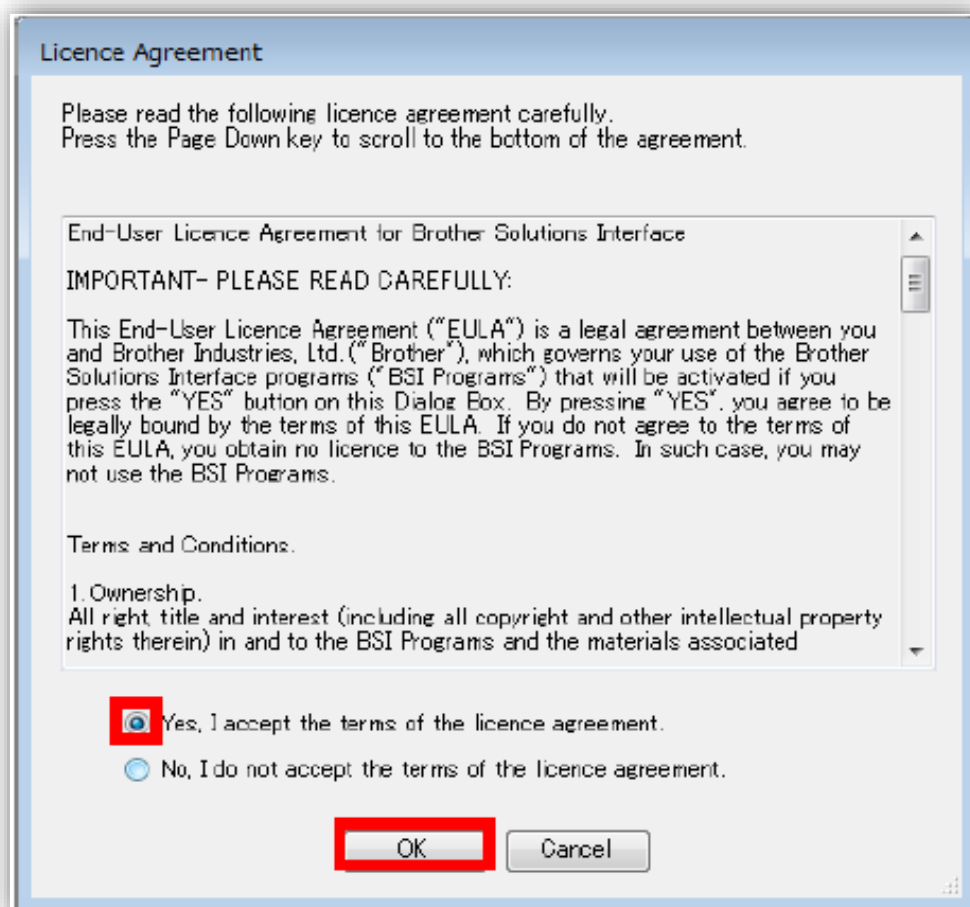 Licence Agreement
Please read the following licence agreement carefully.
Press the Page Down key to scroll to the bottom of the agreement.
End-User Licence Agreement for Brother Solutions Interface
IMPORTANT- PLEASE READ CAREFULLY:
This End-User Licence Agreement ("EULA") is a legal agreement between you
and Brother Industries, Ltd. ("Brother"), which governs your use of the Brother
Solutions Interface programs ("BSI Programs") that will be activated if you
press the "YES" button on this Dialog Box. By pressing "YES", you agree to be
legally bound by the terms of this EULA. If you do not agree to the terms of
this EULA, you obtain no licence to the BSI Programs. In such case, you may
not use the BSI Programs.
Terms and Conditions.
1. Ownership.
All right, title and interest (including all copyright and other intellectual property
rights therein) in and to the BSI Programs and the materials associated
Yes, I accept the terms of the licence agreement.
No, I do not accept the terms of the licence agreement.
OK
Cancel